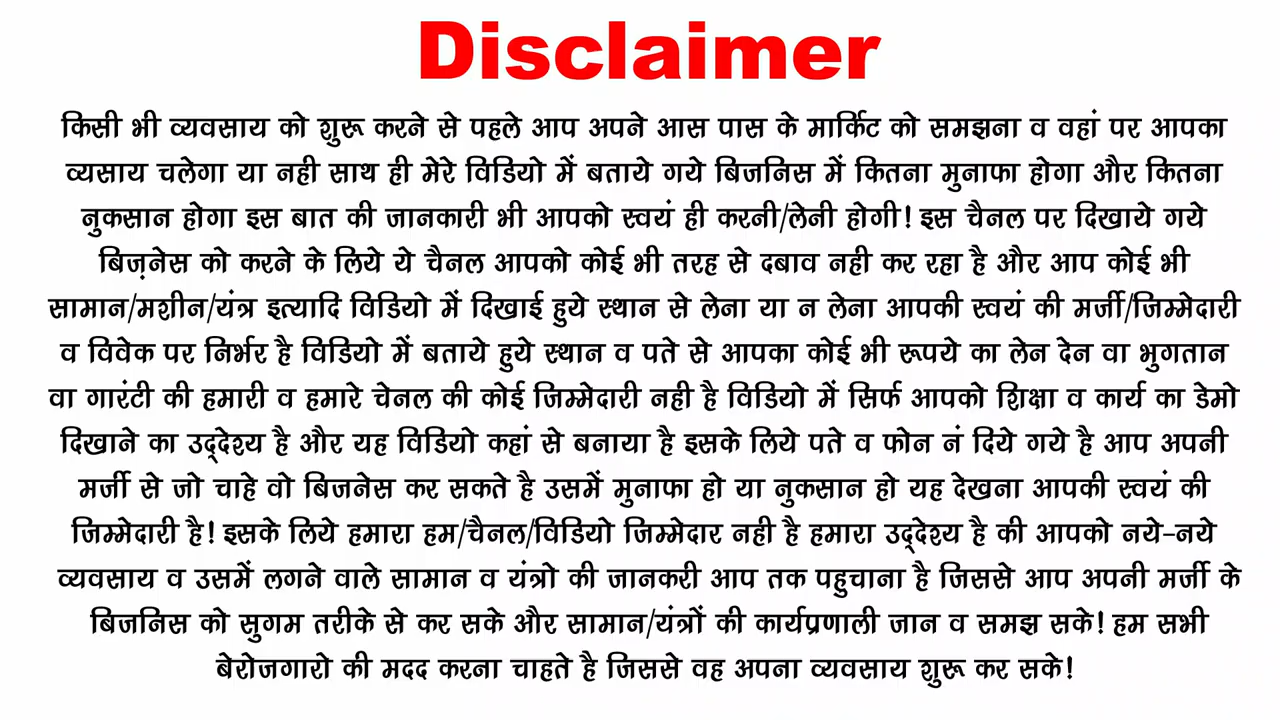 Disclaimer
किसी भी व्यवसाय को शुरू करने से पहले आप अपने आस पास के मार्किट को समझना व वहां पर आपका
व्यसाय चलेगा या नही साथ ही मेरे विडियो में बताये गये बिजनिस में कितना मुनाफा होगा और कितना
नुकसान होगा इस बात की जानकारी भी आपको स्वयं ही करनी/लेनी होगी! इस चैनल पर दिखाये गये
बिज़नेस को करने के लिये ये चैनल आपको कोई भी तरह से दबाव नही कर रहा है और आप कोई भी
सामान/मशीन/यंत्र इत्यादि विडियो में दिखाई हुये स्थान से लेना या न लेना आपकी स्वयं की मर्जी/जिम्मेदारी
व विवेक पर निर्भर है विडियो में बताये हुये स्थान व पते से आपका कोई भी रूपये का लेन देन वा भुगतान
वा गारंटी की हमारी व हमारे चेनल की कोई जिम्मेदारी नही है विडियो में सिर्फ आपको शिक्षा व कार्य का डेमो
दिखाने का उद्देश्य है और यह विडियो कहां से बनाया है इसके लिये पते व फोन नं दिये गये है आप अपनी
मर्जी से जो चाहे वो बिजनेस कर सकते है उसमें मुनाफा हो या नुकसान हो यह देखना आपकी स्वयं की
जिम्मेदारी है! इसके लिये हमारा हम/चैनल/विडियो जिम्मेदार नही है हमारा उद्देश्य है की आपको नये-नये
व्यवसाय व उसमें लगने वाले सामान व यंत्रो की जानकरी आप तक पहुचाना है जिससे आप अपनी मर्जी के
बिजनिस को सुगम तरीके से कर सके और सामान/यंत्रों की कार्यप्रणाली जान व समझ सके! हम सभी
बेरोजगारो की मदद करना चाहते है जिससे वह अपना व्यवसाय शुरू कर सके!